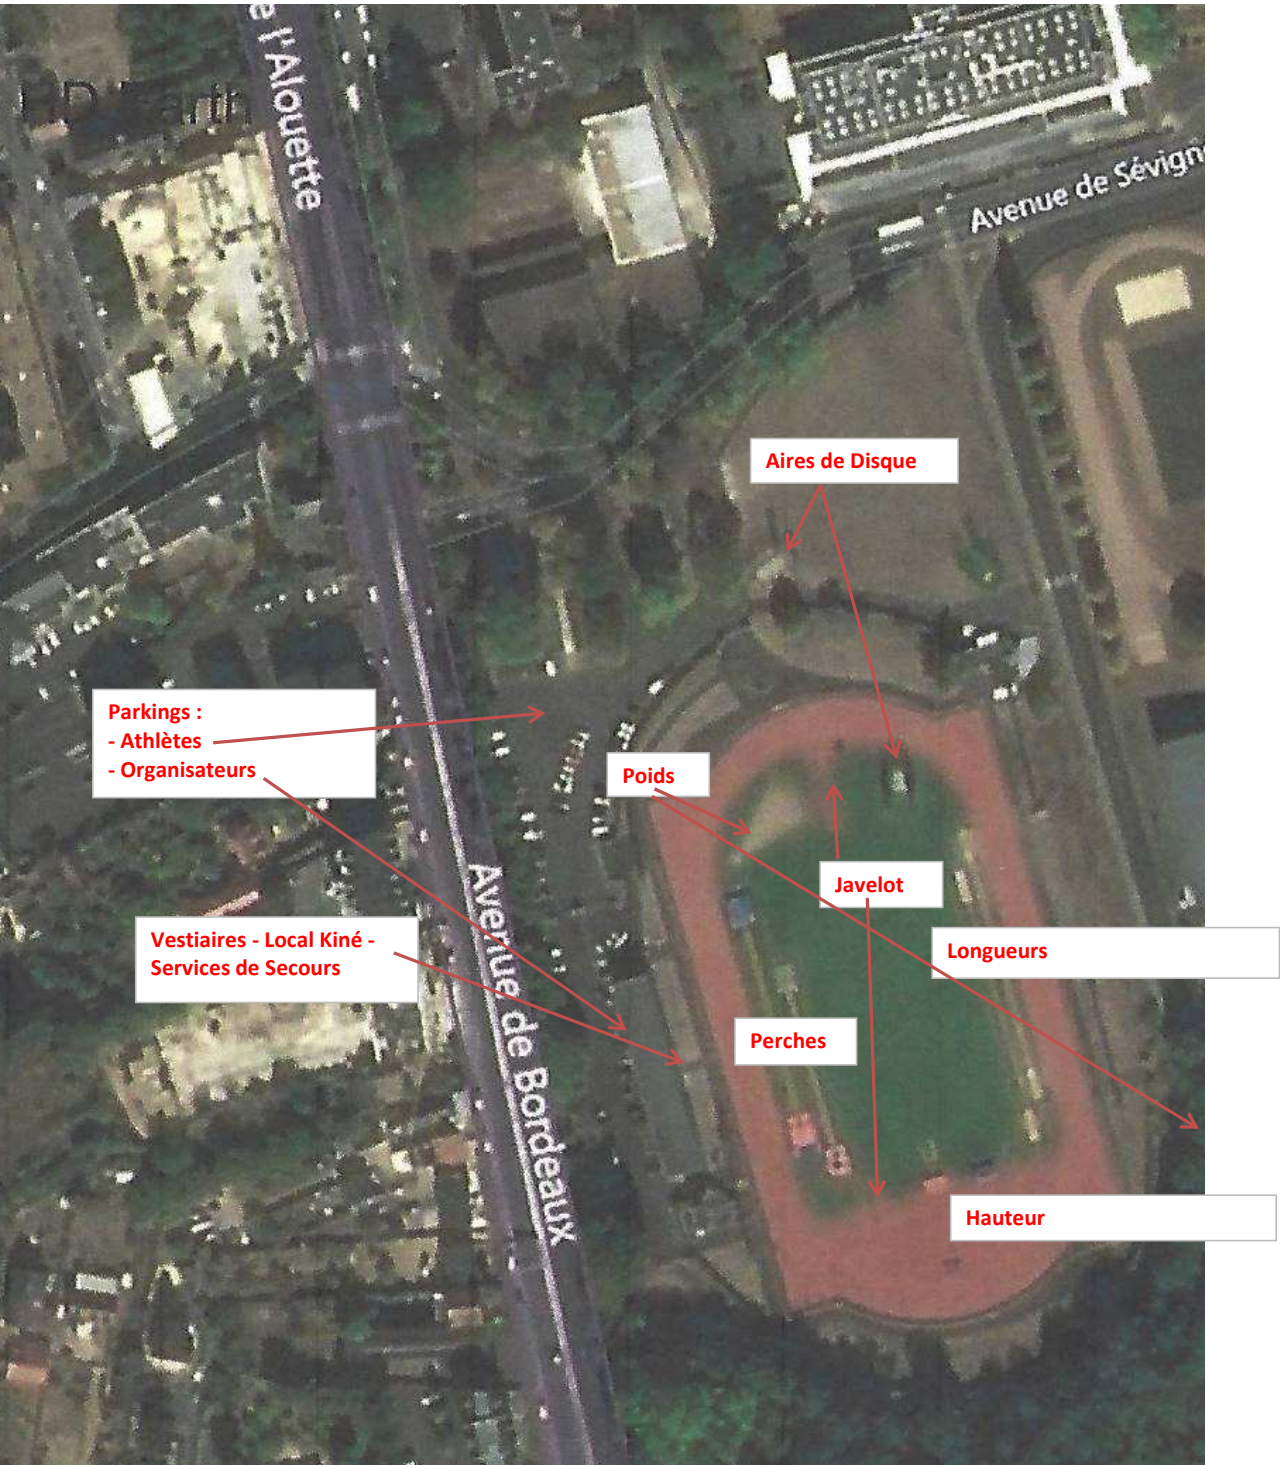 e l'Alouette
Avenue de Sévign
Aires de Disque
Parkings :
- Athlètes
- Organisateurs
Poids
Javelot
Vestiaires - Local Kiné -
Services de Secours
Longueurs
Avenue de Bordeaux
Perches
Hauteur